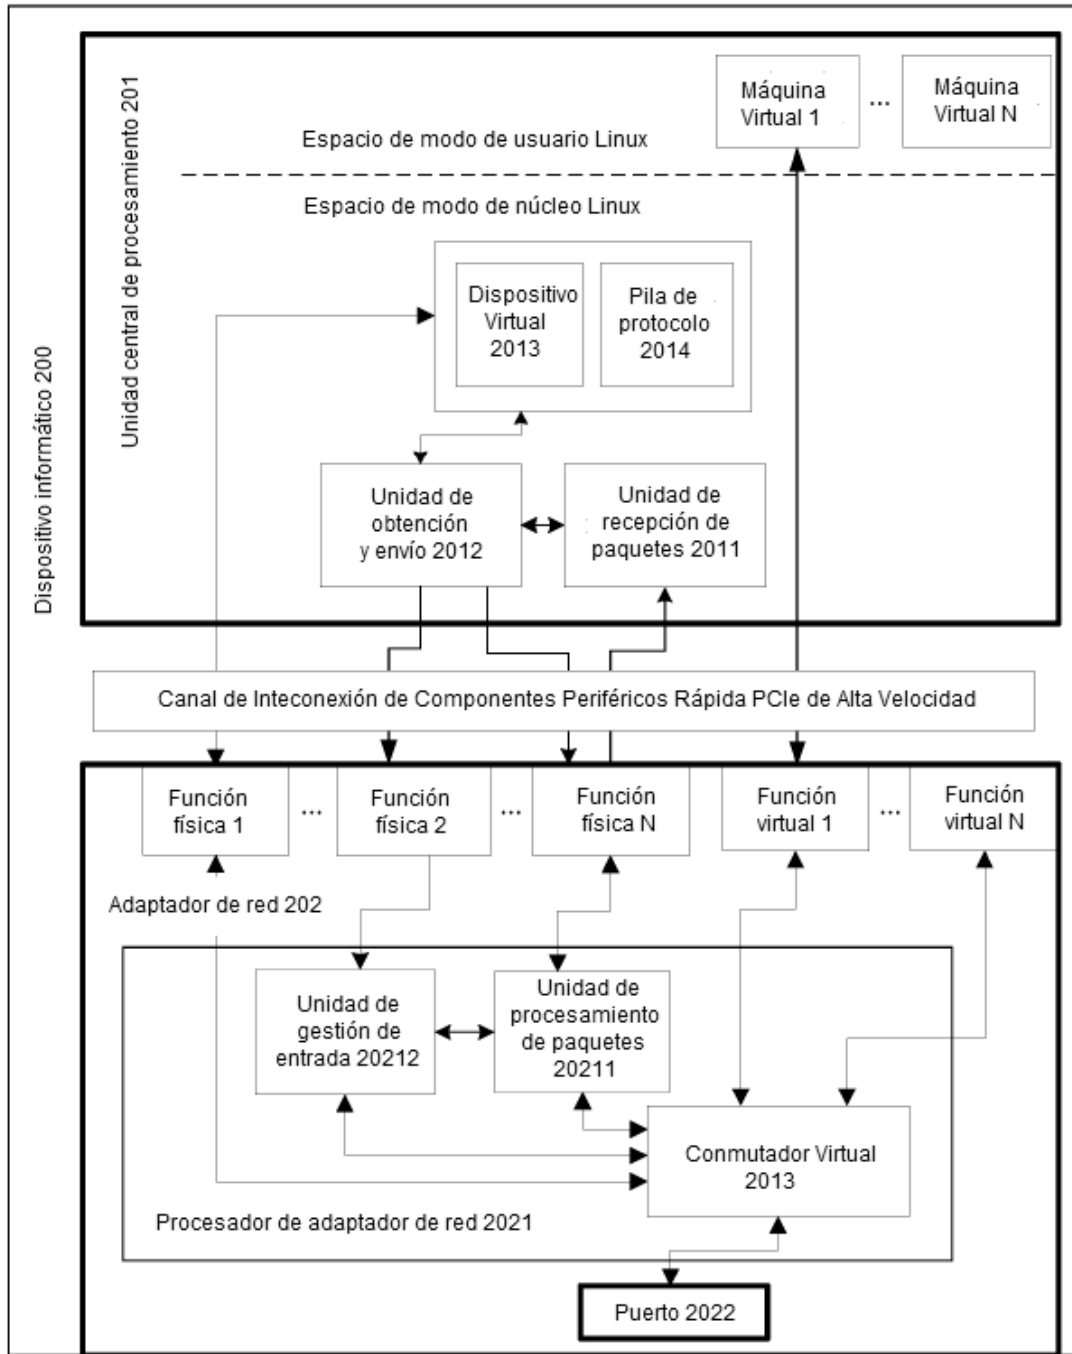 Dispositivo informático 200
Unidad central de procesamiento 201
Máquina
Virtual 1
...
Máquina
Virtual N
Espacio de modo de usuario Linux
Espacio de modo de núcleo Linux
Dispositivo
Virtual
2013
Pila de
protocolo
2014
Unidad de
obtención
y envío 2012
Unidad de
recepción de
paquetes 2011
Canal de Inteconexión de Componentes Periféricos Rápida PCIe de Alta Velocidad
Función
física 1
...
Función
física 2
...
Función
física N
Función
virtual 1
...
Función
virtual N
Adaptador de red 202
Unidad de
gestión de
entrada 20212
Unidad de
procesamiento
de paquetes
20211
Conmutador Virtual
2013
Procesador de adaptador de red 2021
Puerto 2022